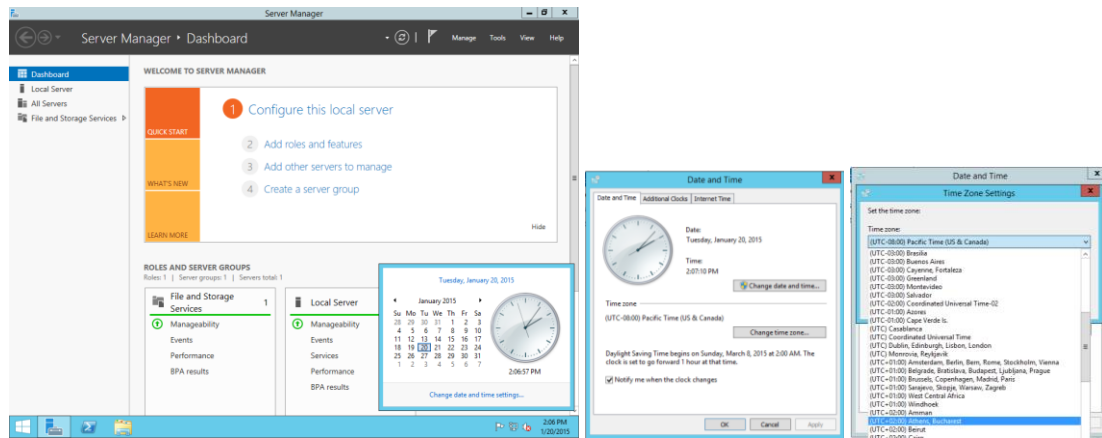 Server Manager
Server Manager • Dashboard
Manage Tools View Help
Dashboard
Local Server
All Servers
File and Storage Services
WELCOME TO SERVER MANAGER
QUICK START
WHAT'S NEW
LEARN MORE
1 Configure this local server
2 Add roles and features
3 Add other servers to manage
4 Create a server group
Hide
ROLES AND SERVER GROUPS
Roles: 1 | Server groups: 1 | Servers total: 1
File and Storage Services 1
Manageability
Events
Performance
BPA results
Local Server
Manageability
Events
Services
Performance
BPA results
Tuesday, January 20, 2015
January 2015
Su Mo Tu We Th Fr Sa
28 29 30 31 1 2 3
4 5 6 7 8 9 10
11 12 13 14 15 16 17
18 19 20 21 22 23 24
25 26 27 28 29 30 31
1 2 3 4 5 6 7
2:06:57 PM
Change date and time settings...
2:06 PM
1/20/2015
Date and Time
Date and Time Additional Clocks Internet Time
Date:
Tuesday, January 20, 2015
Time:
2:07:10 PM
Change date and time...
Time zone
(UTC-08:00) Pacific Time (US & Canada)
Change time zone...
Daylight Saving Time begins on Sunday, March 8, 2015 at 2:00 AM. The
clock is set to go forward 1 hour at that time.
Notify me when the clock changes
OK Cancel Apply
Date and Time
Time Zone Settings
Set the time zone:
Time zone:
(UTC-08:00) Pacific Time (US & Canada)
(UTC-03:00) Brasilia
(UTC-03:00) Buenos Aires
(UTC-03:00) Cayenne, Fortaleza
(UTC-03:00) Greenland
(UTC-03:00) Montevideo
(UTC-03:00) Salvador
(UTC-02:00) Coordinated Universal Time-02
(UTC-01:00) Azores
(UTC-01:00) Cape Verde Is.
(UTC) Casablanca
(UTC) Coordinated Universal Time
(UTC) Dublin, Edinburgh, Lisbon, London
(UTC) Monrovia, Reykjavik
(UTC+01:00) Amsterdam, Berlin, Bern, Rome, Stockholm, Vienna
(UTC+01:00) Belgrade, Bratislava, Budapest, Ljubljana, Prague
(UTC+01:00) Brussels, Copenhagen, Madrid, Paris
(UTC+01:00) Sarajevo, Skopje, Warsaw, Zagreb
(UTC+01:00) West Central Africa
(UTC+01:00) Windhoek
(UTC+02:00) Amman
(UTC+02:00) Athens, Bucharest
(UTC+02:00) Beirut